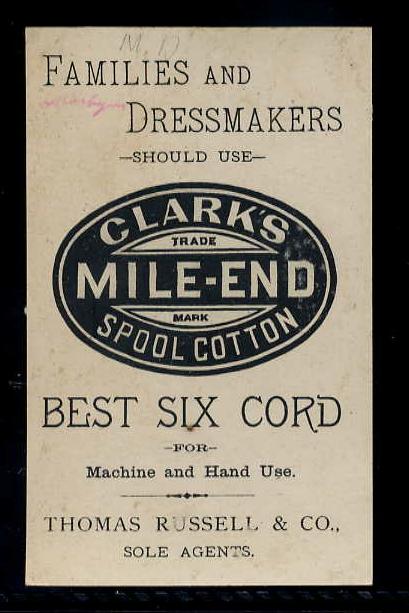 M. D
FAMILIES AND
DRESSMAKERS
—SHOULD USE—
CLARK'S
TRADE
MILE-END
MARK
SPOOL COTTON
BEST SIX CORD
—FOR—
Machine and Hand Use.
THOMAS RUSSELL & CO.,
SOLE AGENTS.